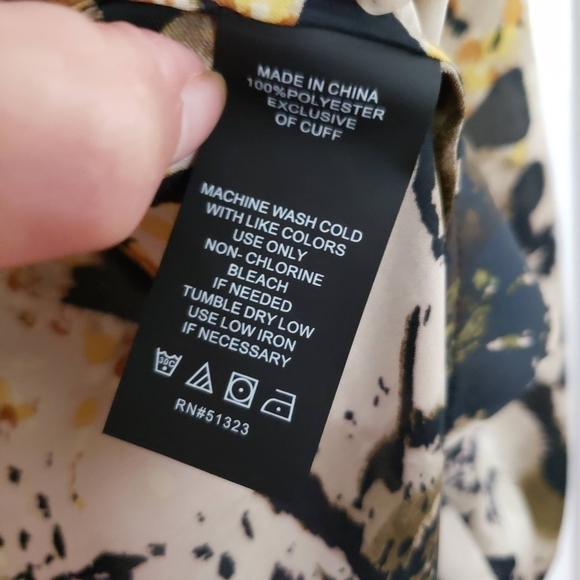 MADE IN CHINA
100%POLYESTER
EXCLUSIVE
OF CUFF
MACHINE WASH COLD
WITH LIKE COLORS
USE ONLY
NON- CHLORINE
BLEACH
IF NEEDED
TUMBLE DRY LOW
USE LOW IRON
IF NECESSARY
30C
RN#51323